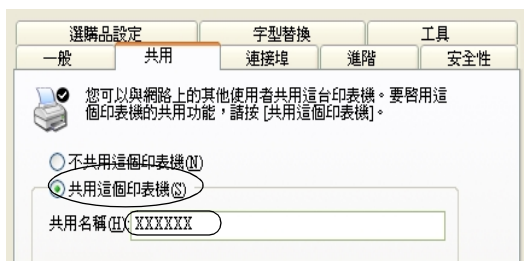 選購品設定 字型替換 工具
一般 共用 連接埠 進階 安全性
您可以與網路上的其他使用者共用這台印表機。要啓用這
個印表機的共用功能，請按 [共用這個印表機]。
不共用這個印表機(N)
共用這個印表機(S)
共用名稱(H): XXXXXX